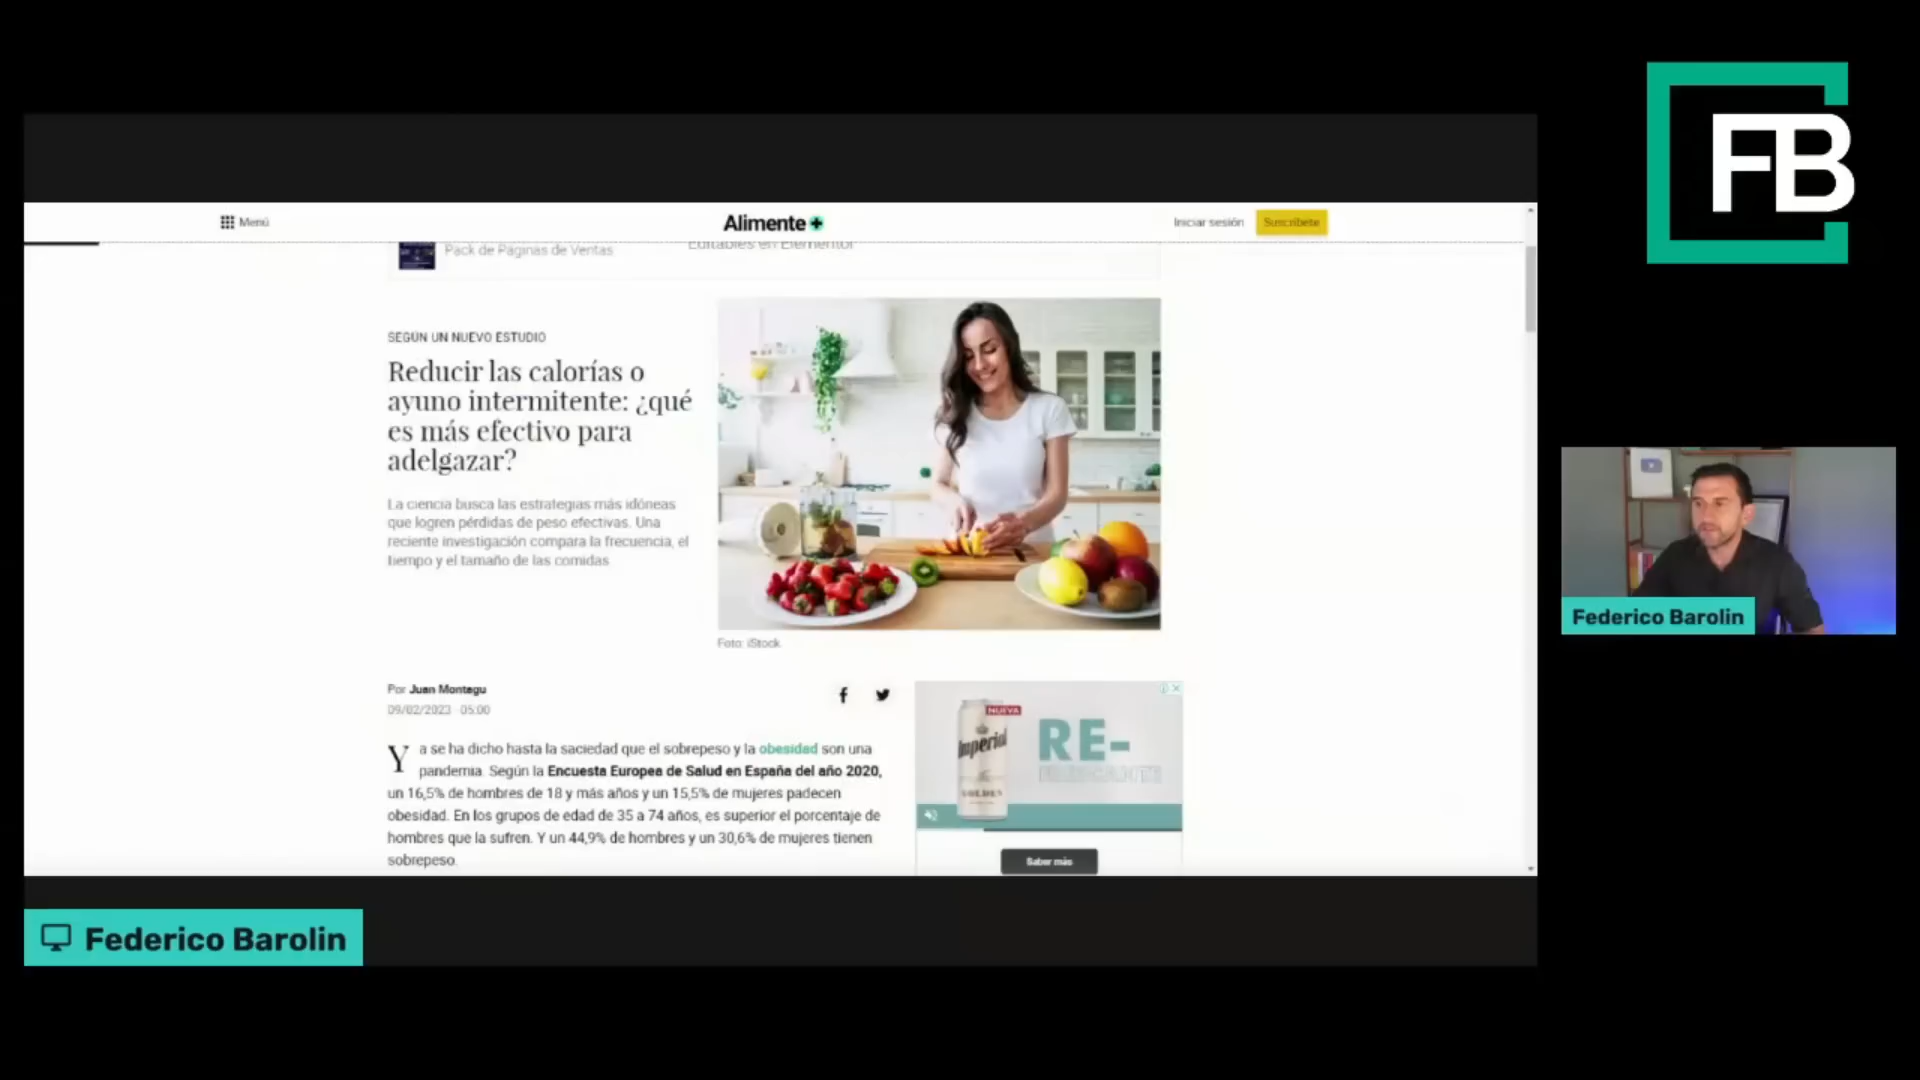 FB
Menú
Alimente+
Iniciar sesión
Suscríbete
Pack de Páginas de Ventas
Editables en Elementor
SEGÚN UN NUEVO ESTUDIO
Reducir las calorías o
ayuno intermitente: ¿qué
es más efectivo para
adelgazar?
La ciencia busca las estrategias más idóneas
que logren pérdidas de peso efectivas. Una
reciente investigación compara la frecuencia, el
tiempo y el tamaño de las comidas
Foto: iStock.
Por Juan Montagu
09/02/2023 - 05:00
Ya se ha dicho hasta la saciedad que el sobrepeso y la obesidad son una
pandemia. Según la Encuesta Europea de Salud en España del año 2020,
un 16,5% de hombres de 18 y más años y un 15,5% de mujeres padecen
obesidad. En los grupos de edad de 35 a 74 años, es superior el porcentaje de
hombres que la sufren. Y un 44,9% de hombres y un 30,6% de mujeres tienen
sobrepeso.
NUEVA
Imperial
GOLDEN
RE-
Saber más
Federico Barolin
Federico Barolin